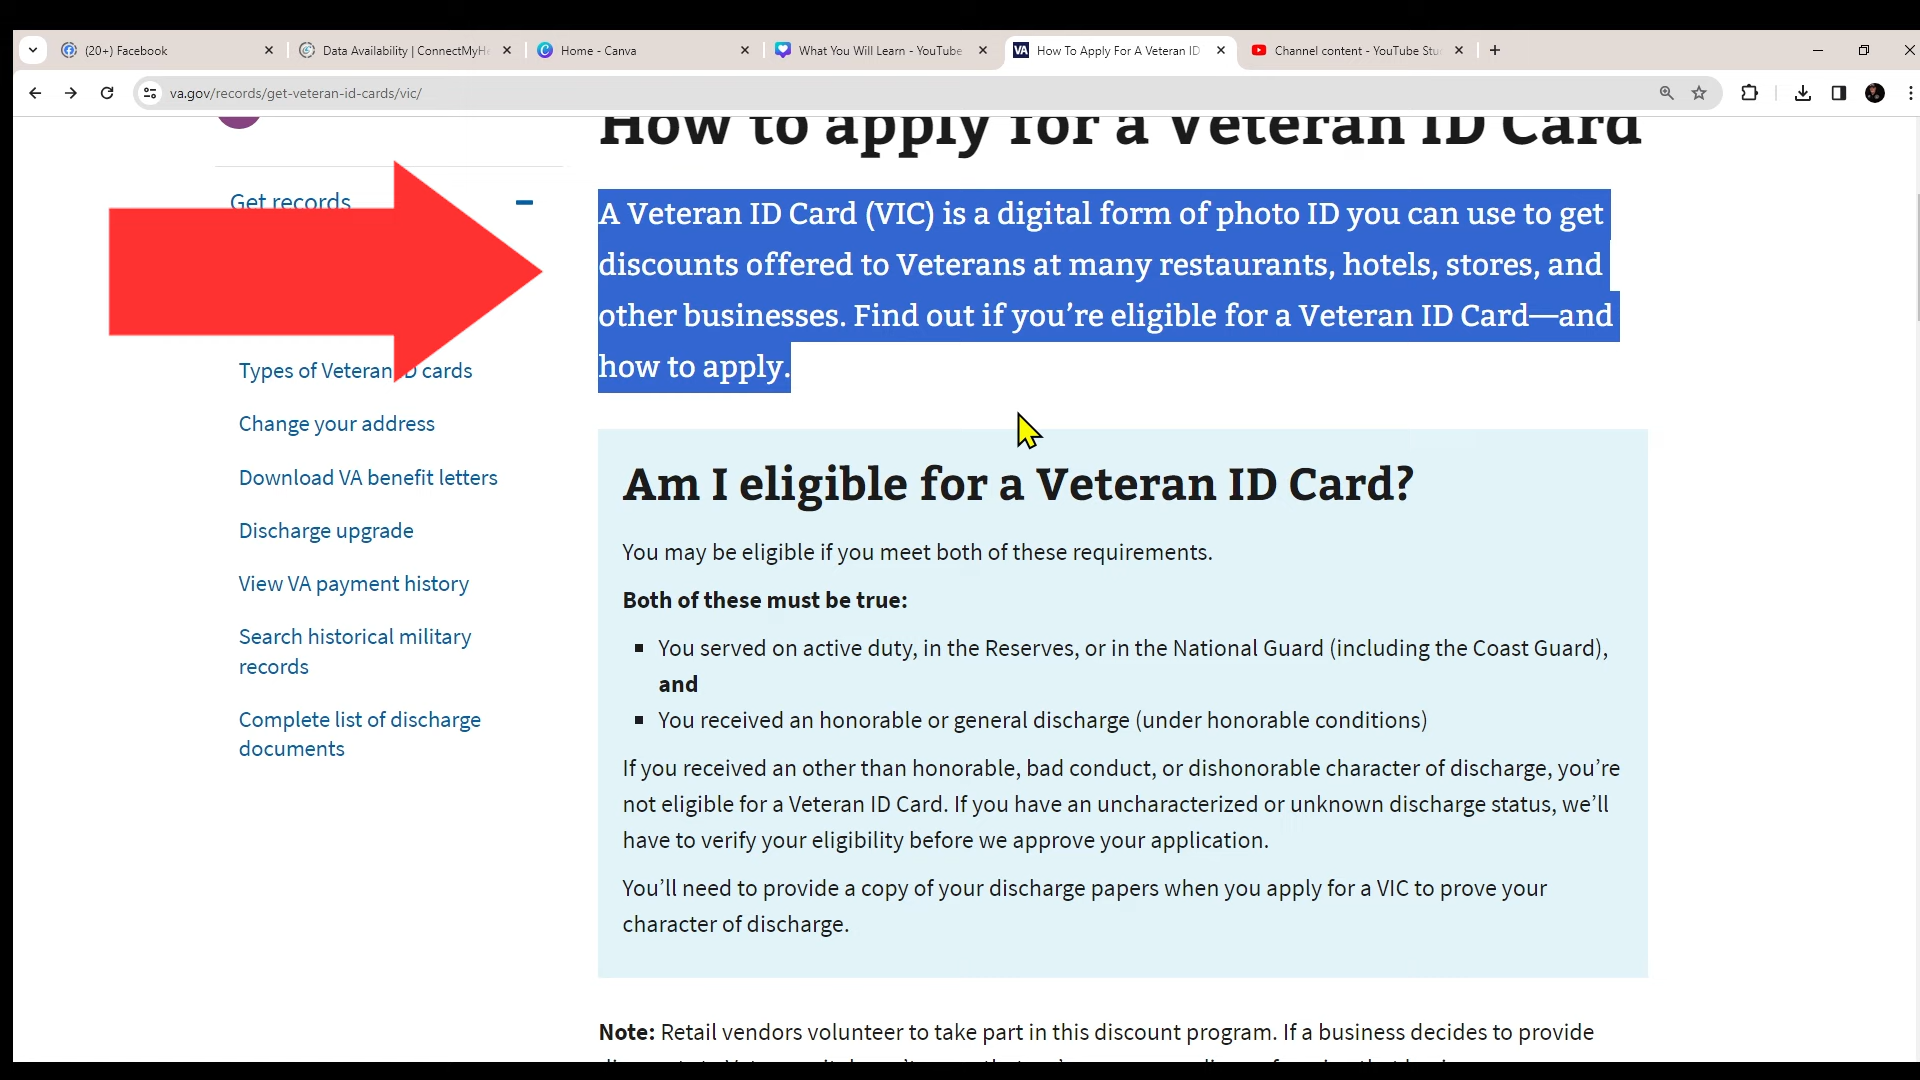 (20+) Facebook
Data Availability | ConnectMyHe
Home - Canva
What You Will Learn - YouTube
VA
How To Apply For A Veteran ID
Channel content - YouTube Stu
va.gov/records/get-veteran-id-cards/vic/
How to apply for a Veteran ID Card
Get records
A Veteran ID Card (VIC) is a digital form of photo ID you can use to get
discounts offered to Veterans at many restaurants, hotels, stores, and
other businesses. Find out if you’re eligible for a Veteran ID Card—and
how to apply.
Types of Veteran ID cards
Change your address
Download VA benefit letters
Discharge upgrade
View VA payment history
Search historical military
records
Complete list of discharge
documents
Am I eligible for a Veteran ID Card?
You may be eligible if you meet both of these requirements.
Both of these must be true:
You served on active duty, in the Reserves, or in the National Guard (including the Coast Guard),
and
You received an honorable or general discharge (under honorable conditions)
If you received an other than honorable, bad conduct, or dishonorable character of discharge, you’re
not eligible for a Veteran ID Card. If you have an uncharacterized or unknown discharge status, we’ll
have to verify your eligibility before we approve your application.
You’ll need to provide a copy of your discharge papers when you apply for a VIC to prove your
character of discharge.
Note: Retail vendors volunteer to take part in this discount program. If a business decides to provide